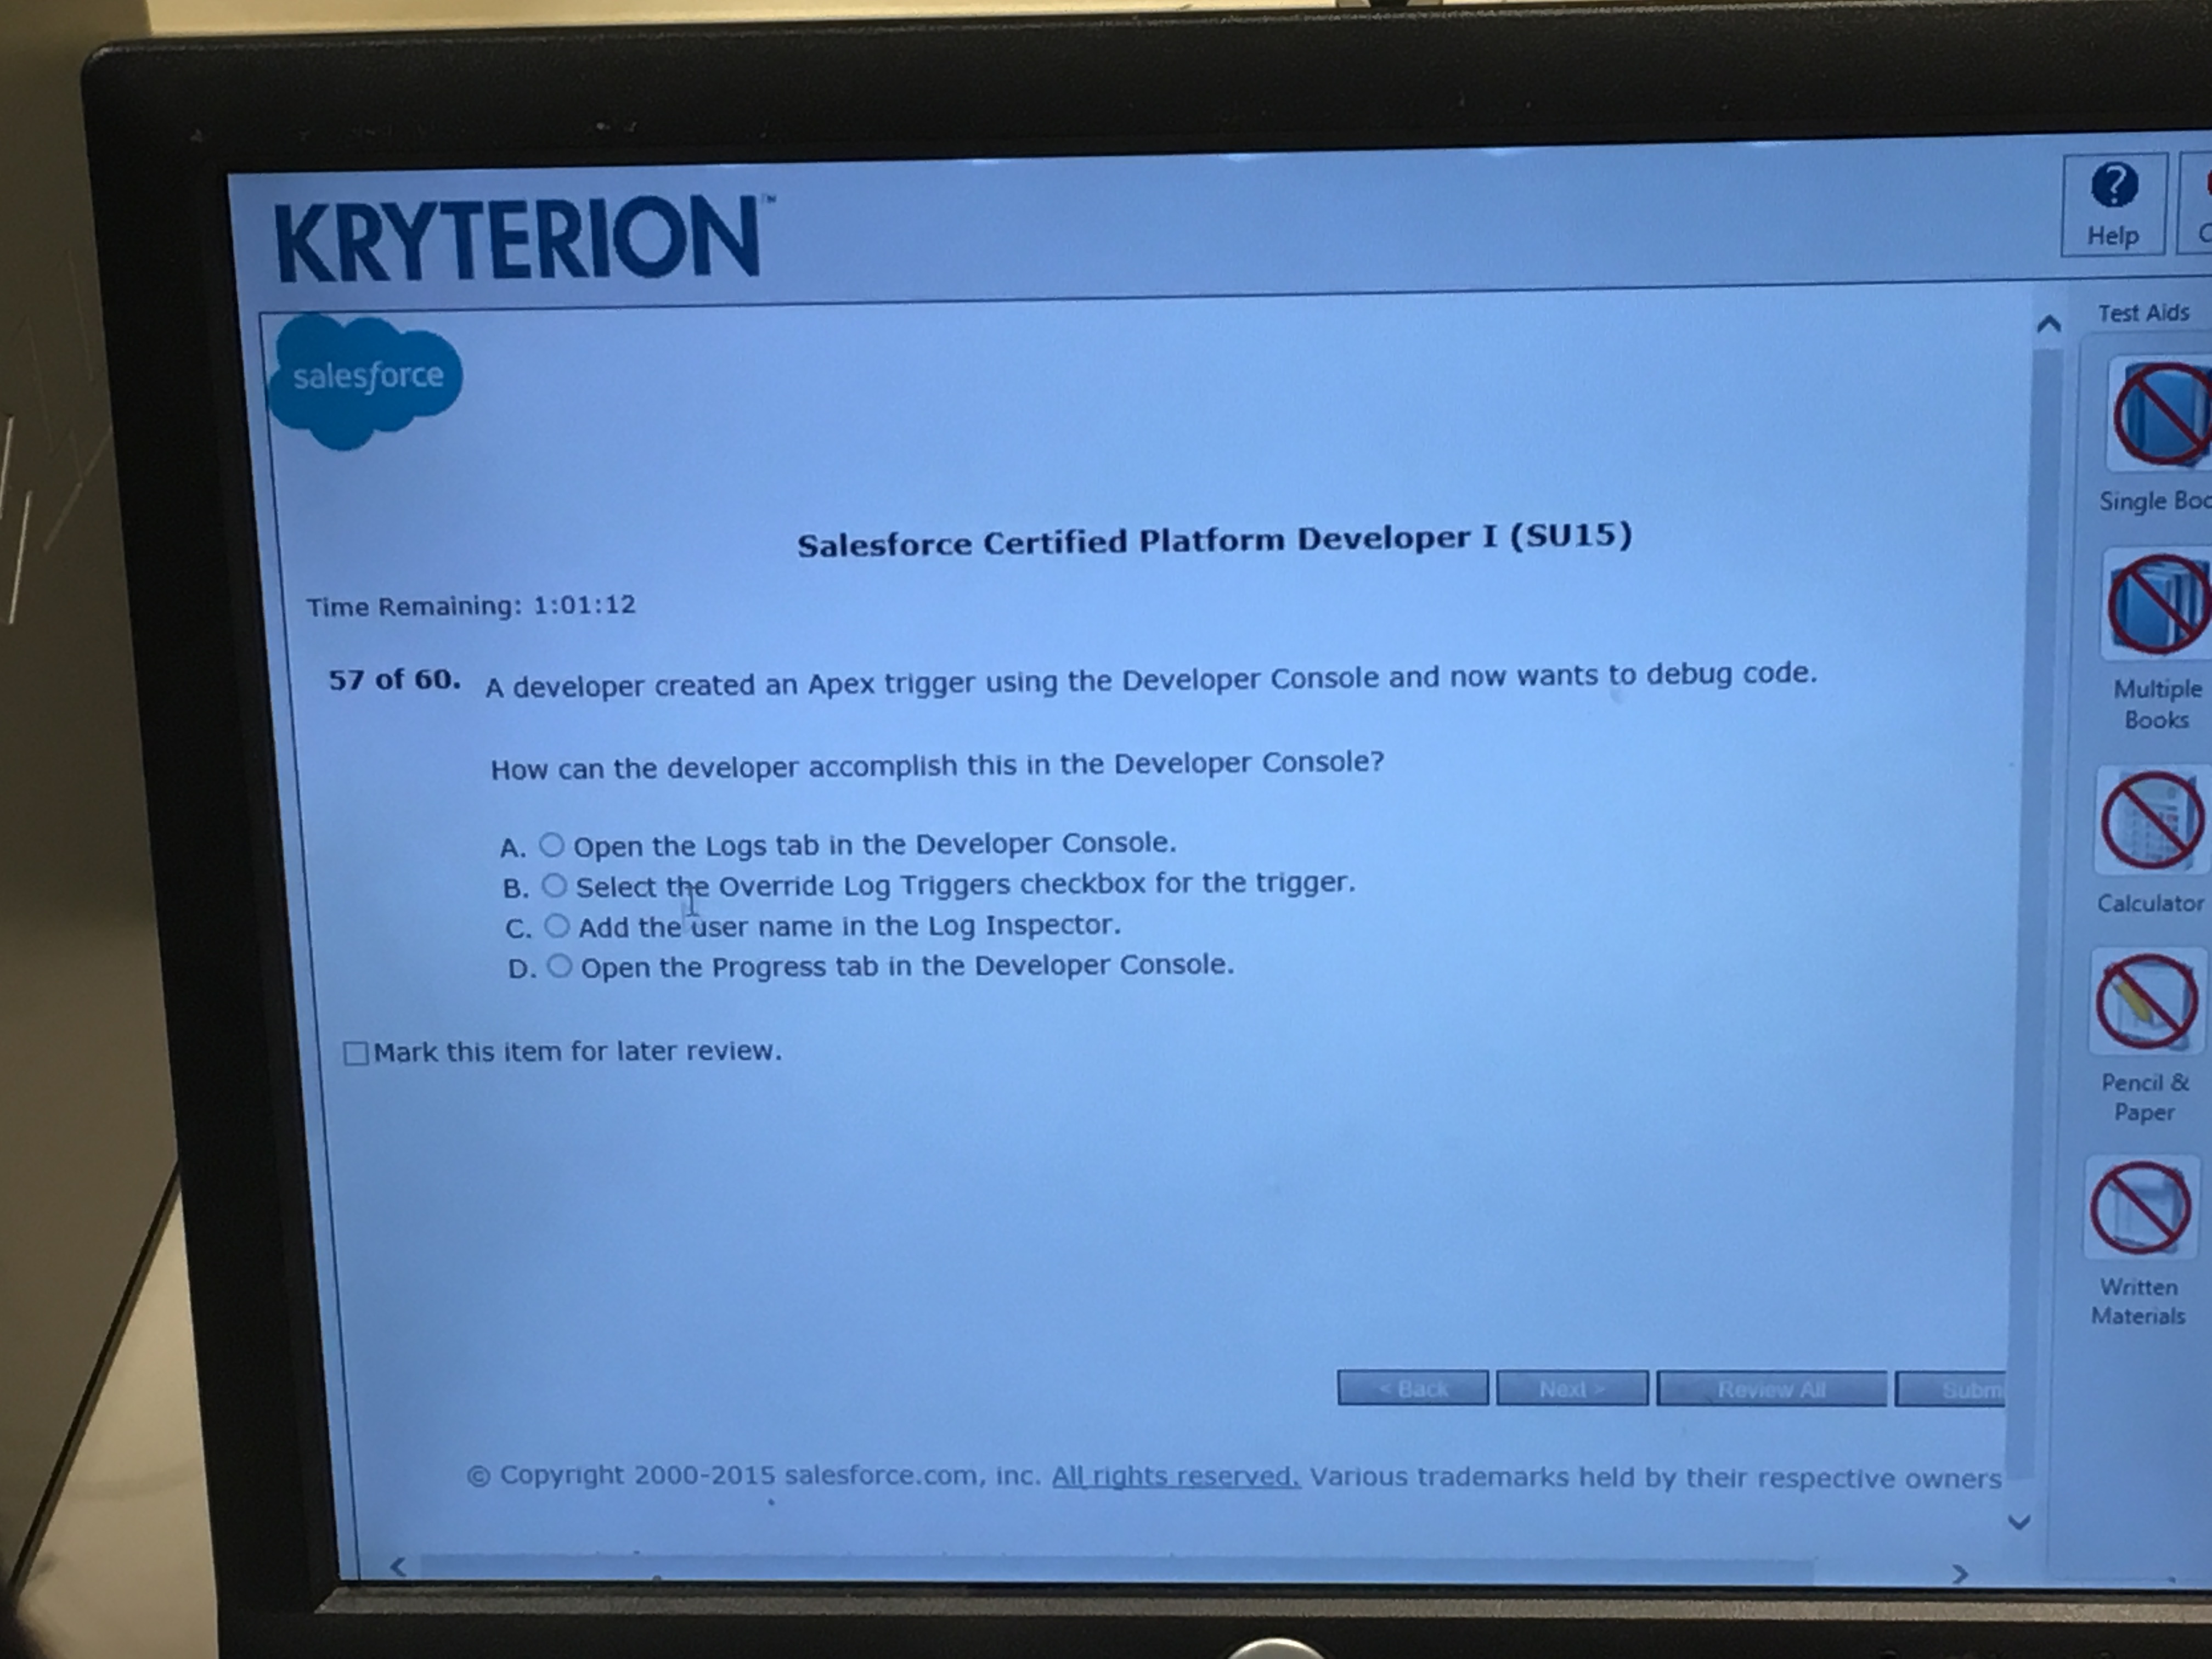 KRYTERION™
Help
salesforce
Test Aids
Salesforce Certified Platform Developer I (SU15)
Time Remaining: 1:01:12
57 of 60. A developer created an Apex trigger using the Developer Console and now wants to debug code.
How can the developer accomplish this in the Developer Console?
A. Open the Logs tab in the Developer Console.
B. Select the Override Log Triggers checkbox for the trigger.
C. Add the user name in the Log Inspector.
D. Open the Progress tab in the Developer Console.
Mark this item for later review.
Single Boo
Multiple
Books
Calculator
Pencil &
Paper
Written
Materials
< Back Next > Review All Subm
© Copyright 2000-2015 salesforce.com, inc. All rights reserved. Various trademarks held by their respective owners